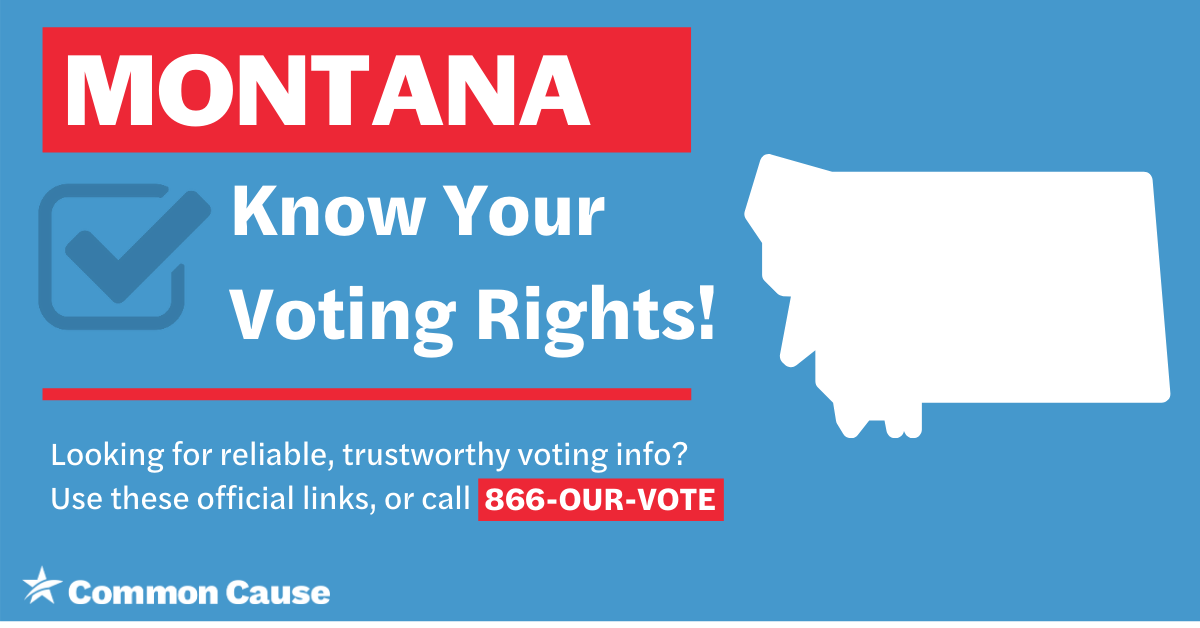 MONTANA
Know Your
Voting Rights!
Looking for reliable, trustworthy voting info?
Use these official links, or call 866-OUR-VOTE
Common Cause